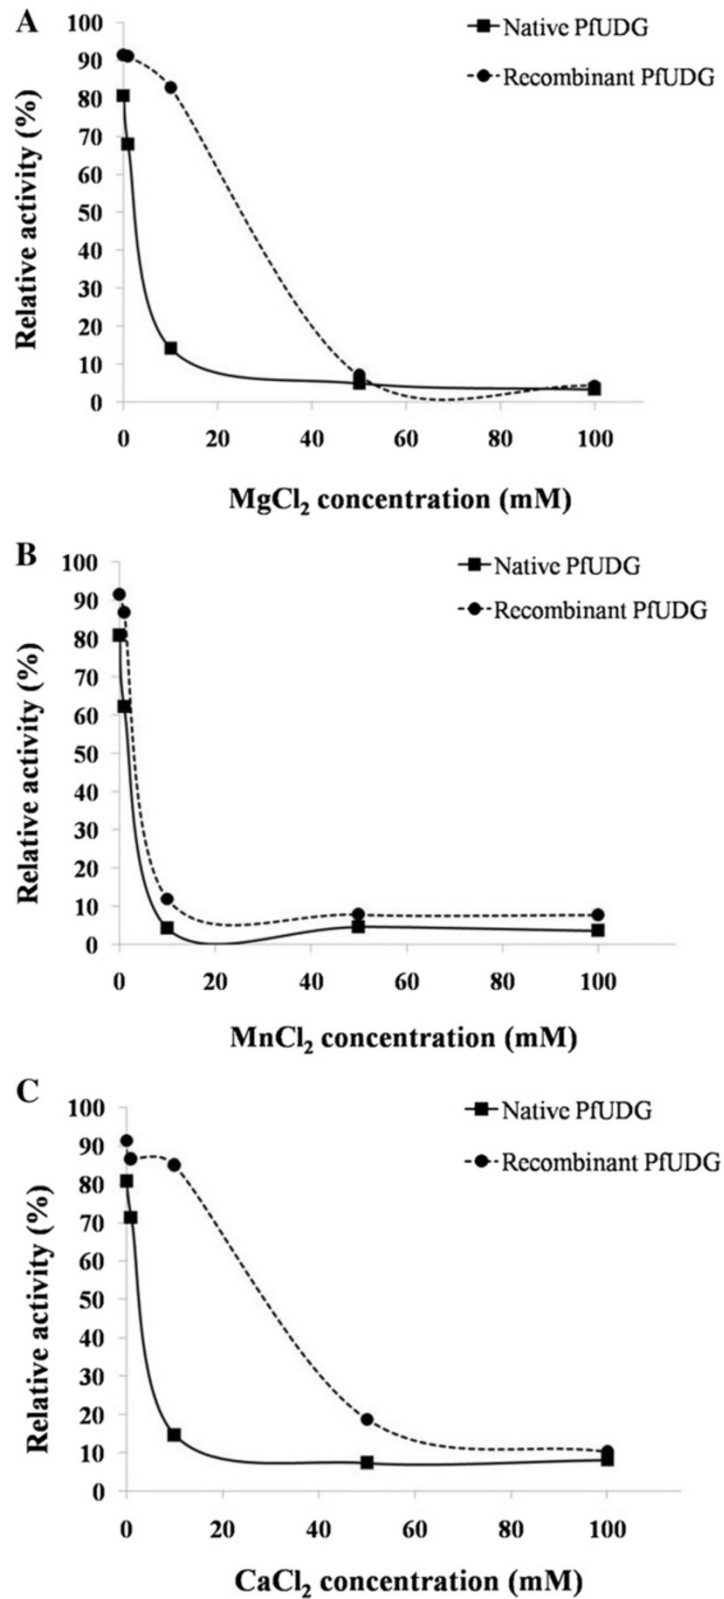 A
Native PfUDG
Recombinant PfUDG
Relative activity (%)
100
90
80
70
60
50
40
30
20
10
0
0 20 40 60 80 100
MgCl₂ concentration (mM)
B
Native PfUDG
Recombinant PfUDG
Relative activity (%)
100
90
80
70
60
50
40
30
20
10
0
0 20 40 60 80 100
MnCl₂ concentration (mM)
C
Native PfUDG
Recombinant PfUDG
Relative activity (%)
100
90
80
70
60
50
40
30
20
10
0
0 20 40 60 80 100
CaCl₂ concentration (mM)